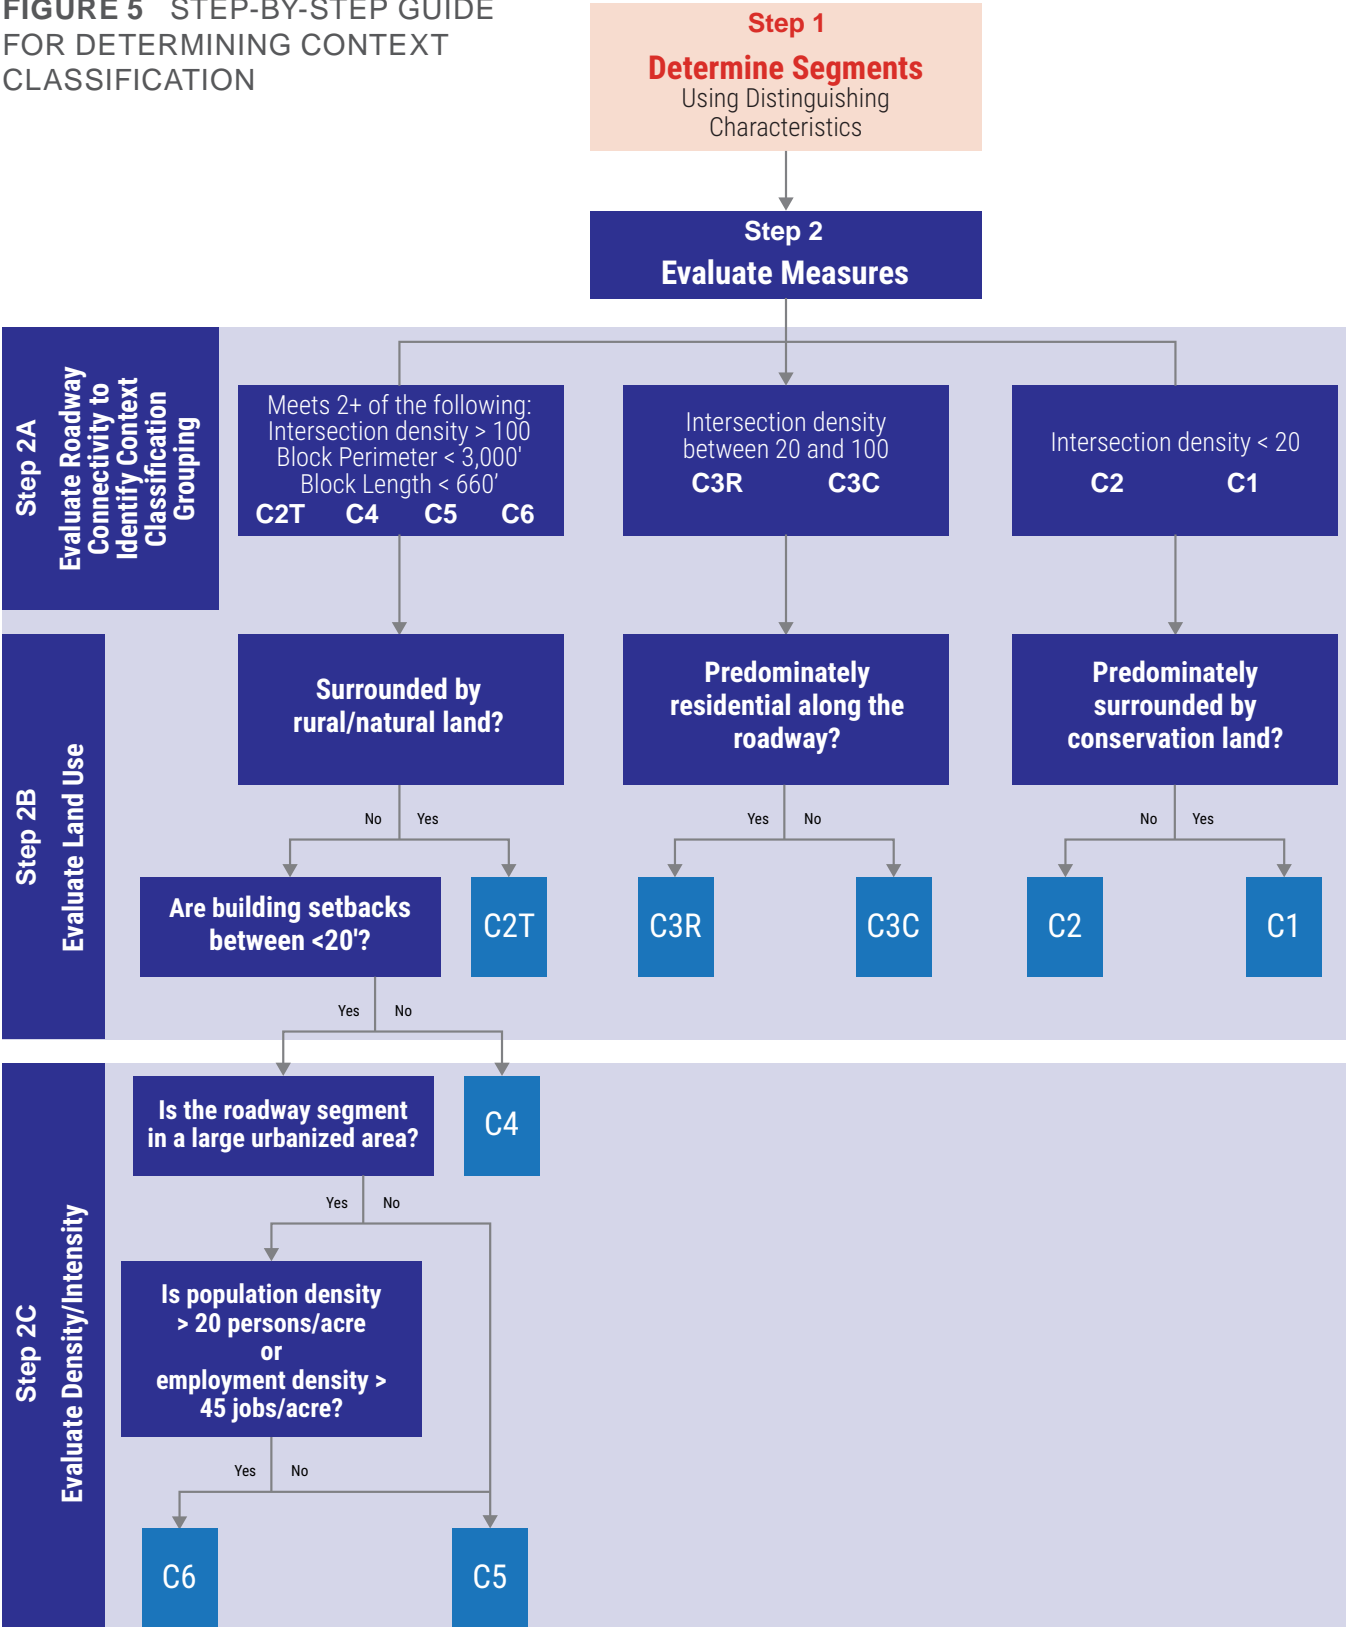 FIGURE 5 STEP-BY-STEP GUIDE
FOR DETERMINING CONTEXT
CLASSIFICATION
Step 1
Determine Segments
Using Distinguishing
Characteristics
Step 2
Evaluate Measures
Step 2A
Evaluate Roadway
Connectivity to
Identify Context
Classification
Grouping
Meets 2+ of the following:
Intersection density > 100
Block Perimeter < 3,000'
Block Length < 660’
C2T C4 C5 C6
Intersection density
between 20 and 100
C3R C3C
Intersection density < 20
C2 C1
Step 2B
Evaluate Land Use
Surrounded by
rural/natural land?
Predominately
residential along the
roadway?
Predominately
surrounded by
conservation land?
No Yes
Yes No
No Yes
Are building setbacks
between <20'?
C2T
C3R
C3C
C2
C1
Yes No
Step 2C
Evaluate Density/Intensity
Is the roadway segment
in a large urbanized area?
C4
Yes No
Is population density
> 20 persons/acre
or
employment density >
45 jobs/acre?
Yes No
C6
C5